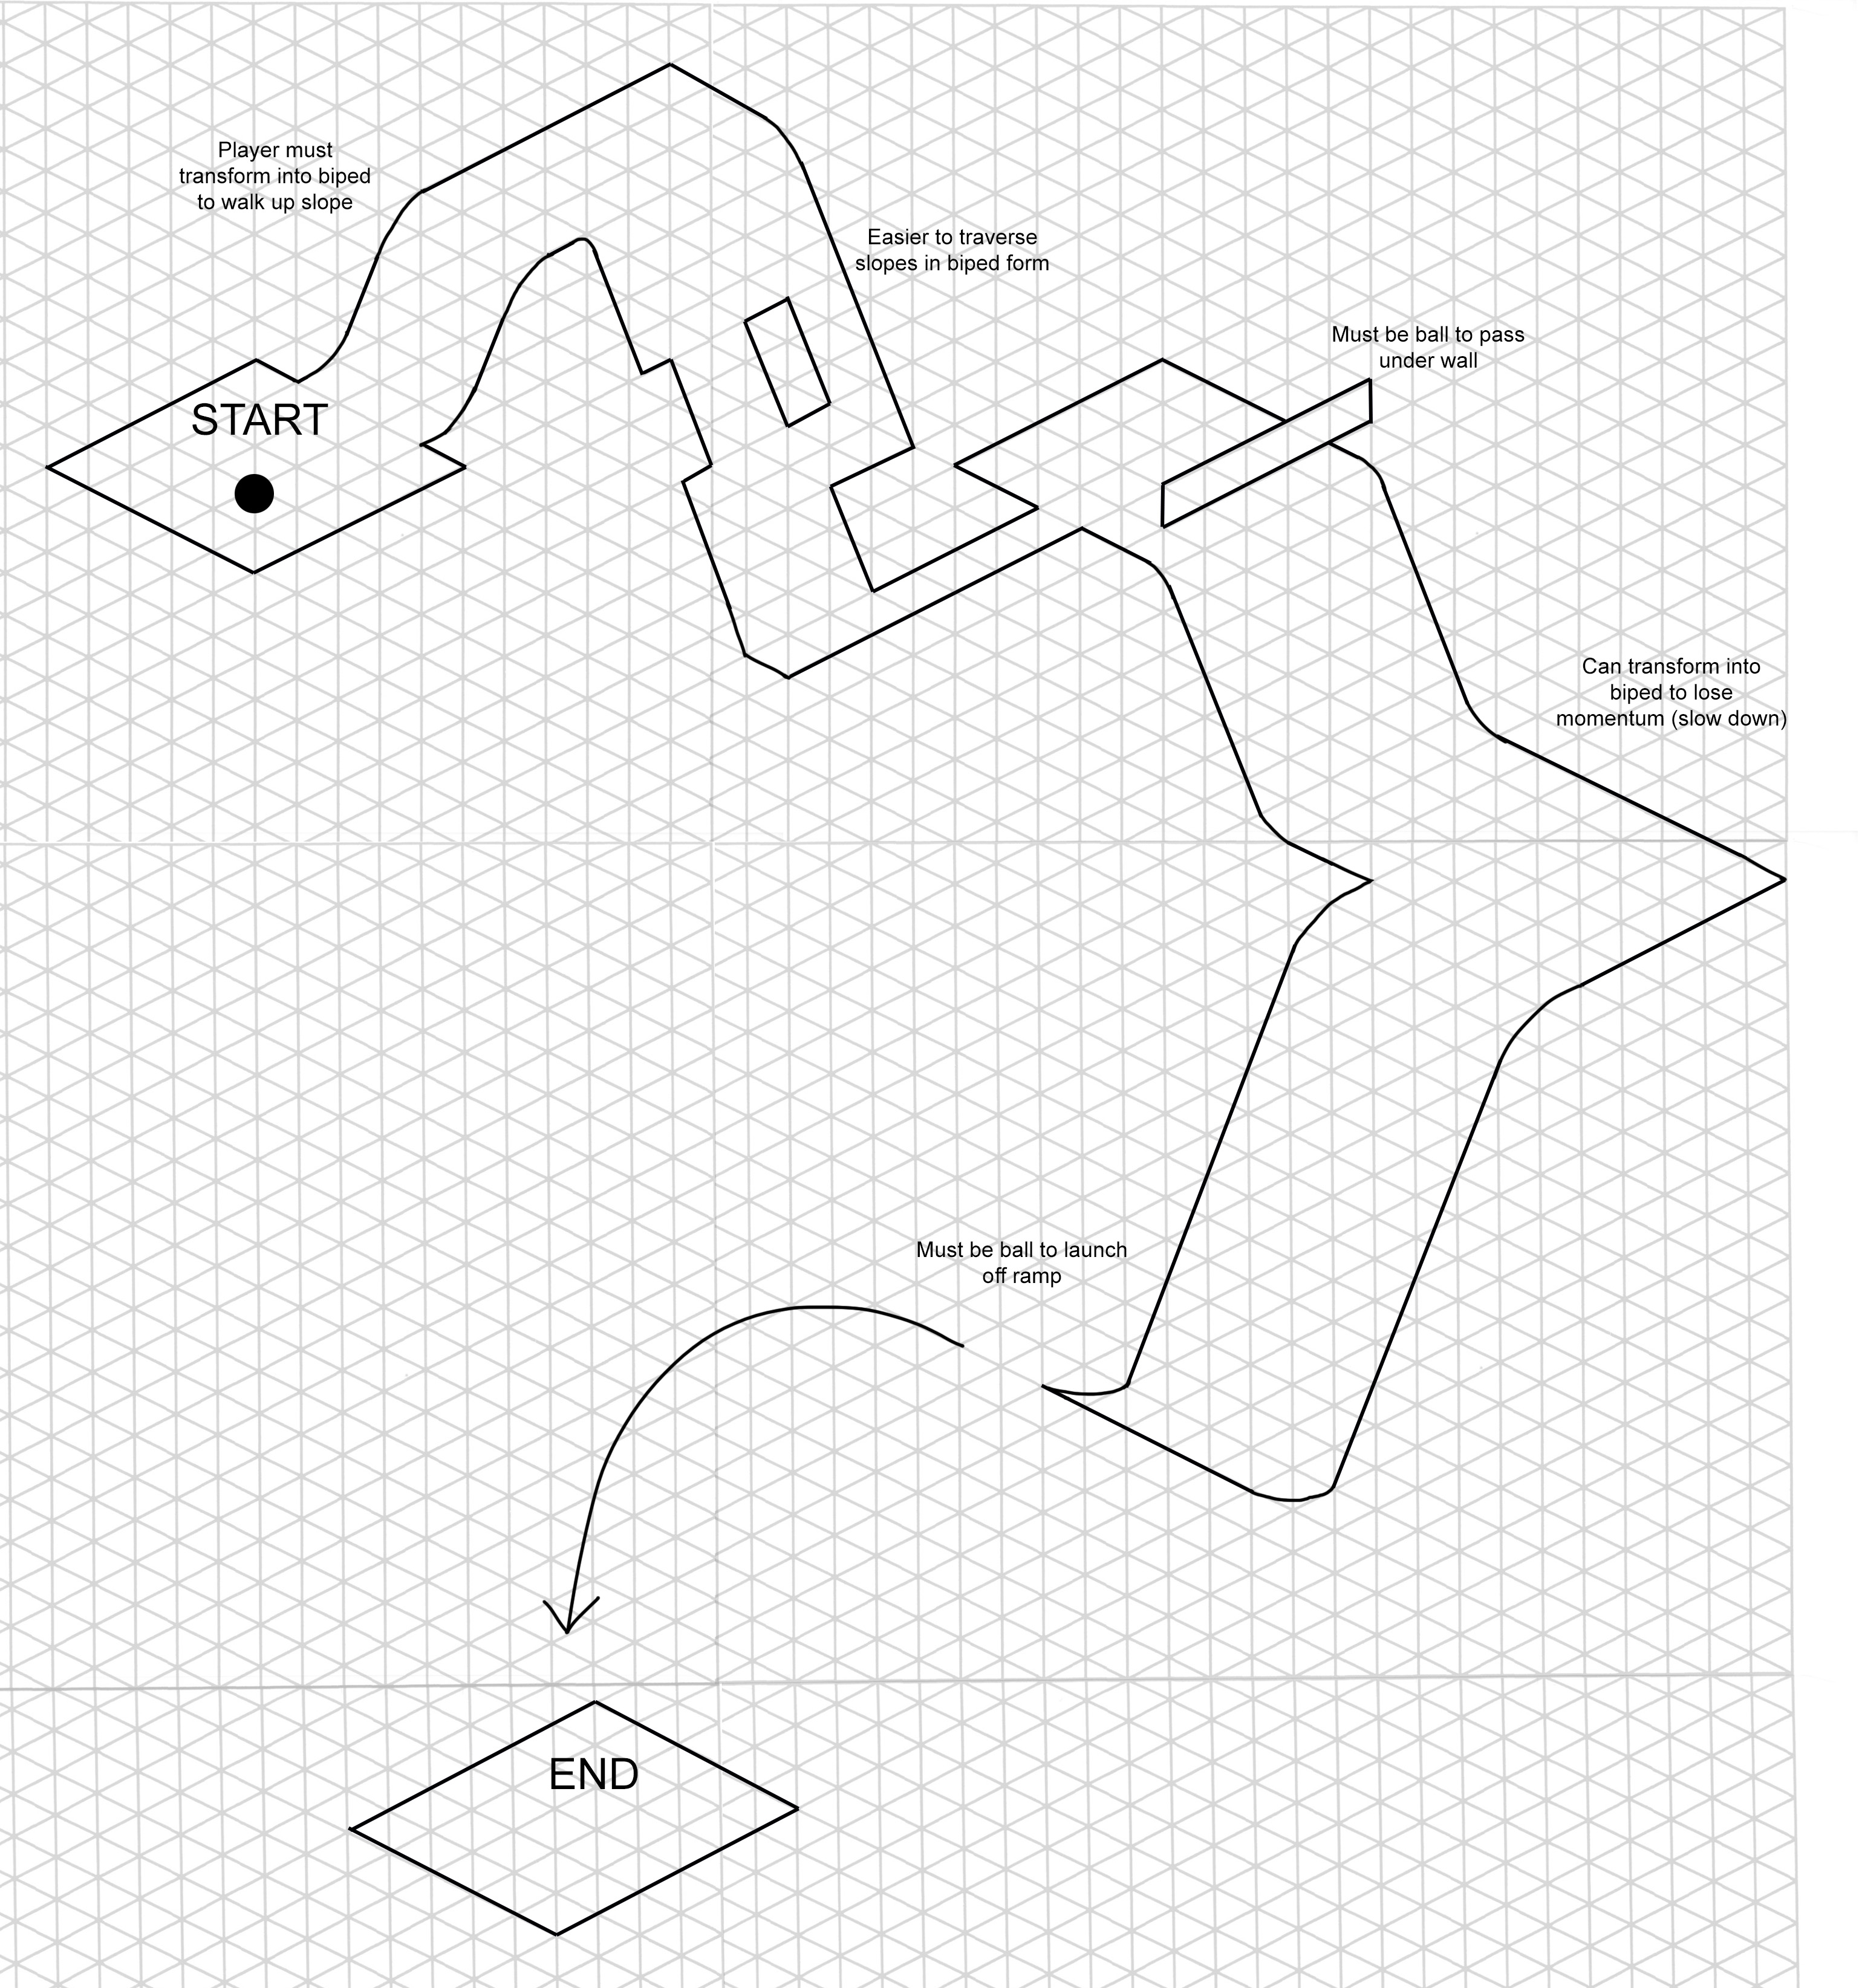 Player must
transform into biped
to walk up slope
Easier to traverse
slopes in biped form
Must be ball to pass
under wall
START
Can transform into
biped to lose
momentum (slow down)
Must be ball to launch
off ramp
END